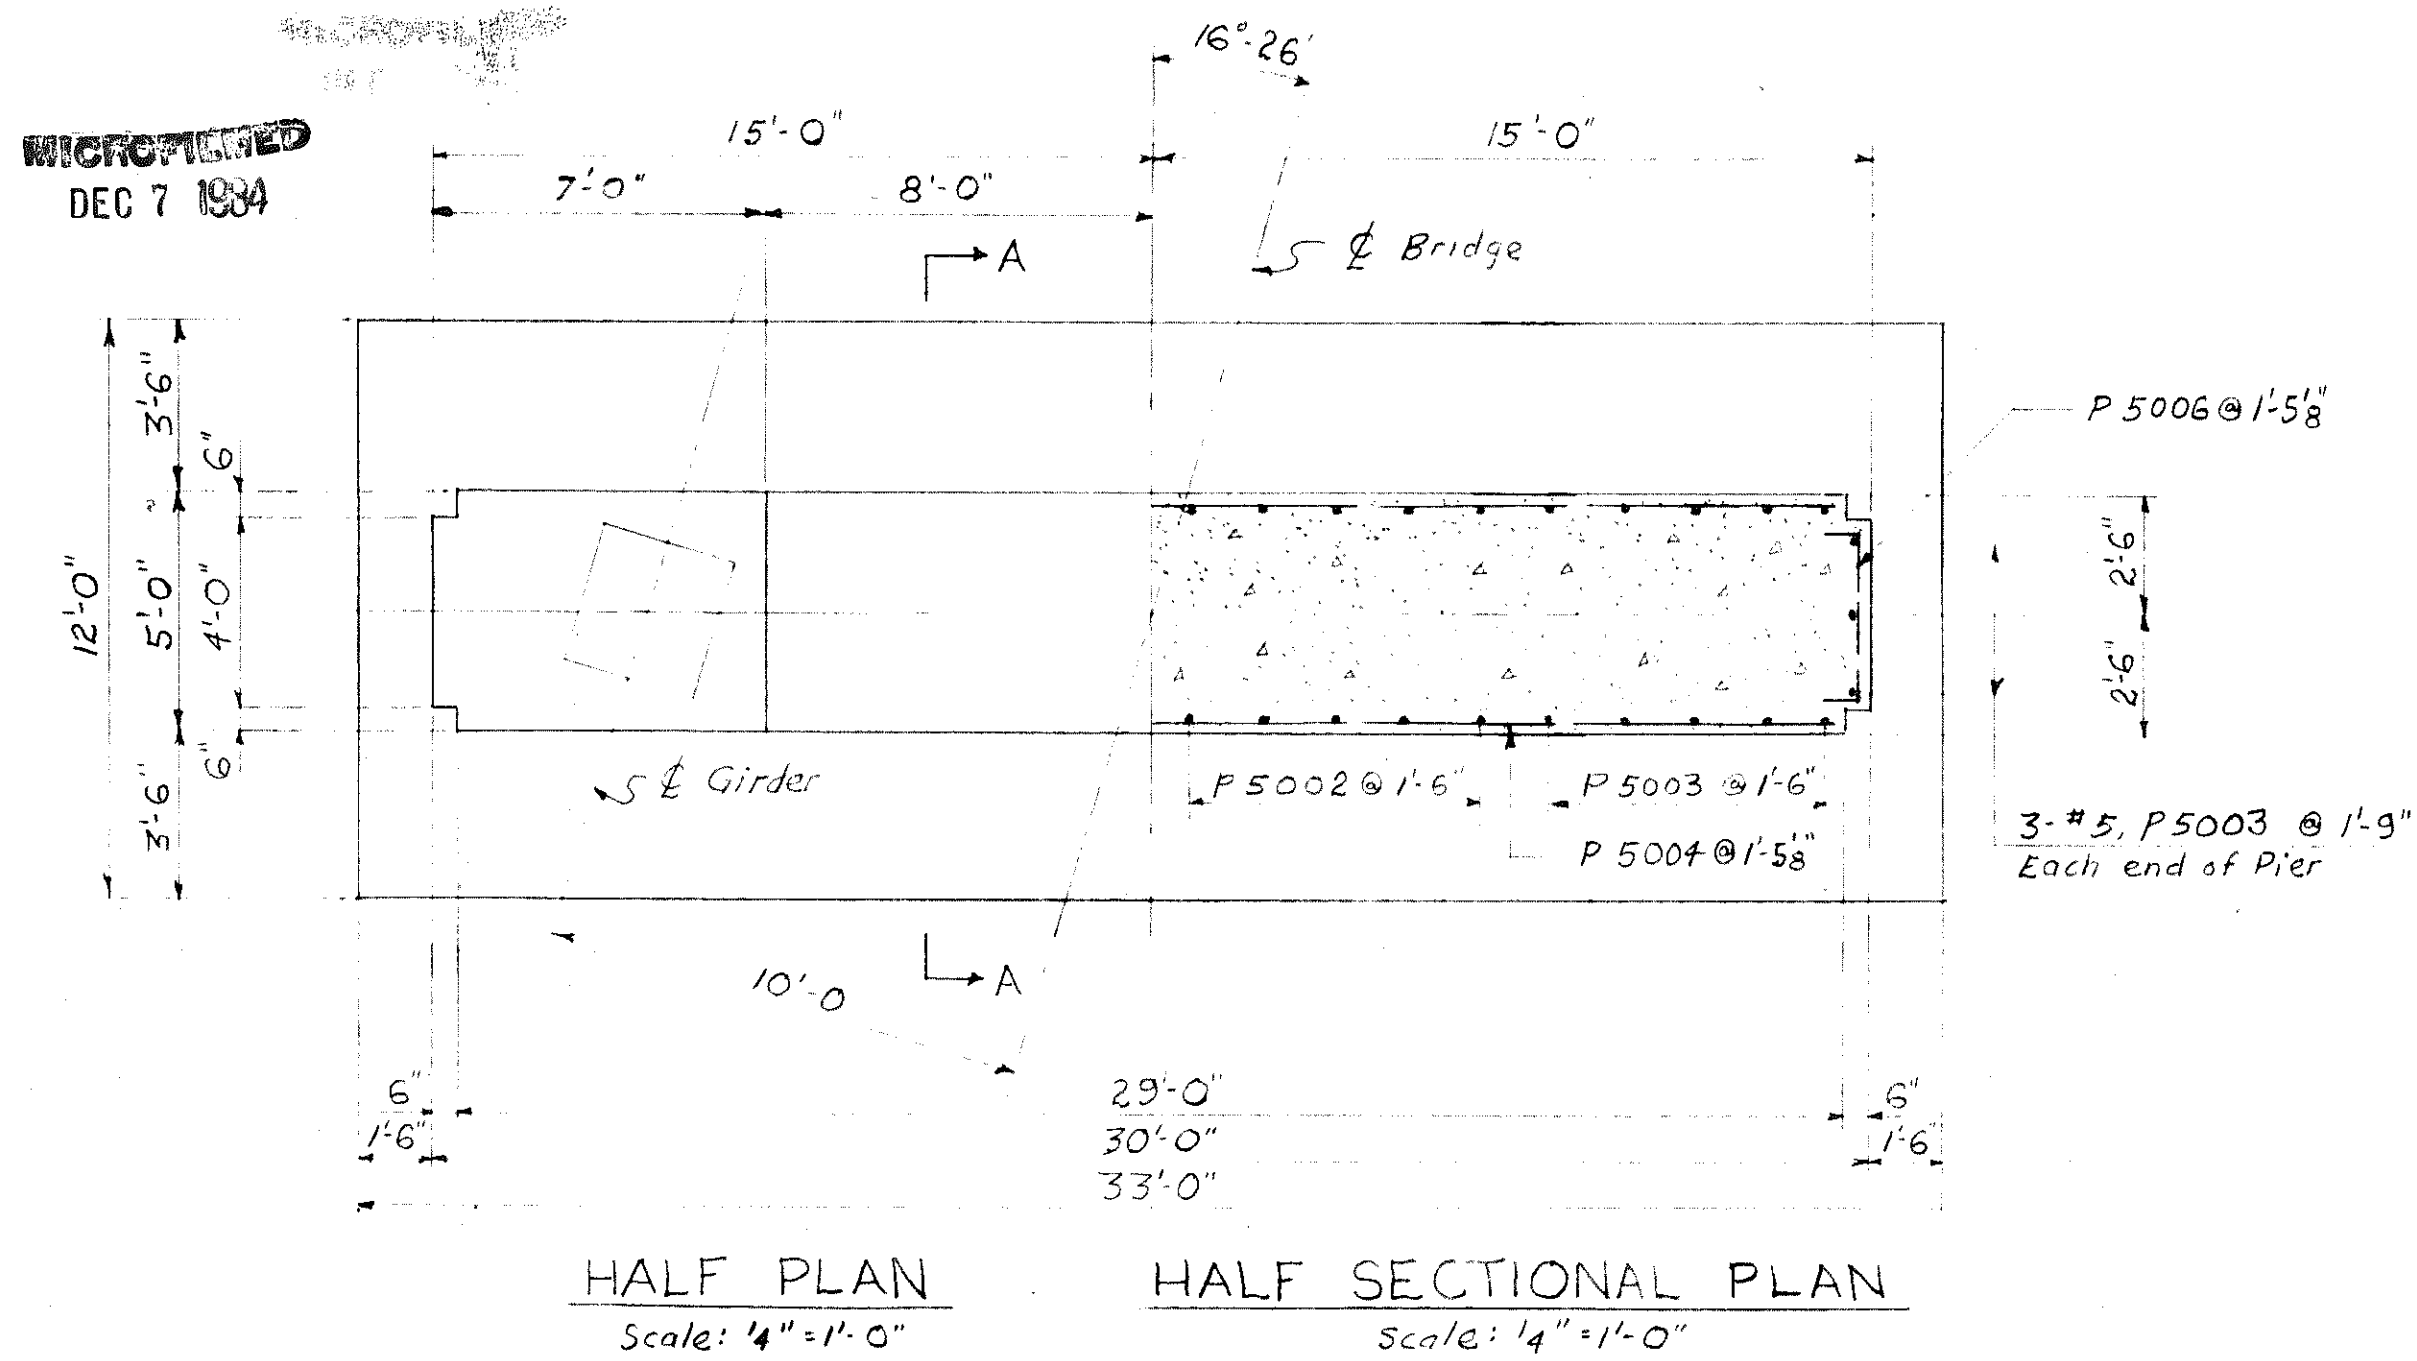 MICROFILMED
DEC 7 1984
16°-26'
15'-0"
15'-0"
7'-0"
8'-0"
A
℄ Bridge
12'-0"
3'-6"
5'-0"
3'-6"
6"
4'-0"
6"
P 5006 @ 1'-5⅛"
2'-6"
2'-6"
℄ Girder
P 5002 @ 1'-6"
P 5003 @ 1'-6"
P 5004 @ 1'-5⅛"
3-#5, P 5003 @ 1'-9"
Each end of Pier
10'-0
A
6"
29'-0"
6"
1'-6"
30'-0"
1'-6"
33'-0"
HALF PLAN
Scale: 1/4" = 1'-0"
HALF SECTIONAL PLAN
Scale: 1/4" = 1'-0"